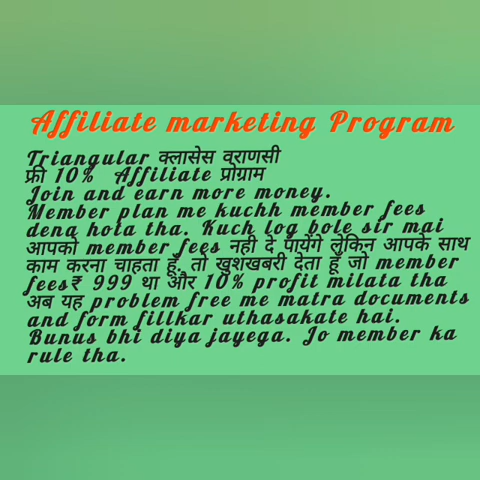 Affiliate marketing Program
Triangular क्लासेस वराणसी
फ्री 10% Affiliate प्रोग्राम
Join and earn more money.
Member plan me kuchh member fees
dena hota tha. Kuch log bole sir mai
आपको member fees नही दे पायेंगे लेकिन आपके साथ
काम करना चाहता हूँ, तो खुशखबरी देता हूँ जो member
fees₹ 999 था और 10% profit milata tha
अब यह problem free me matra documents
and form fillkar uthasakate hai.
Bunus bhi diya jayega. Jo member ka
rule tha.